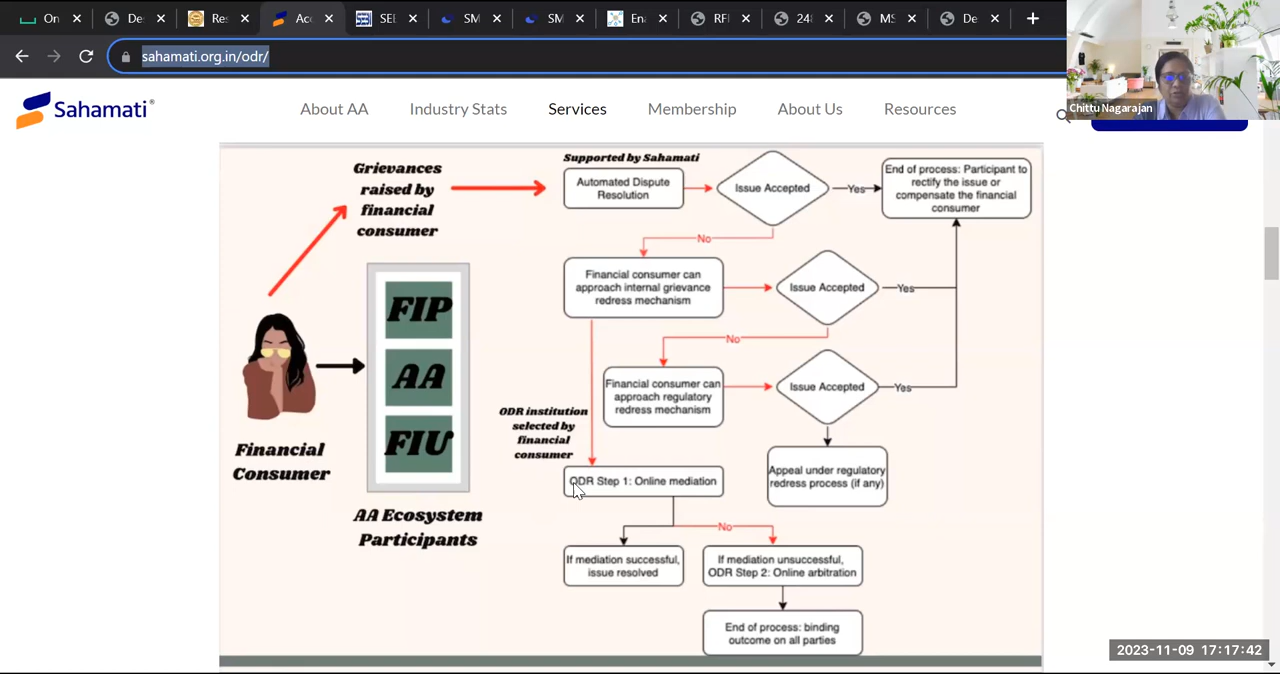 On
De
Res
Acc
SEL
SM
SM
Ena
RFI
24I
MS
De
sahamati.org.in/odr/
Chittu Nagarajan
Sahamati®
About AA
Industry Stats
Services
Membership
About Us
Resources
Grievances
raised by
financial
consumer
Supported by Sahamati
Automated Dispute
Resolution
Issue Accepted
Yes
End of process: Participant to
rectify the issue or
compensate the financial
consumer
No
Financial consumer can
approach internal grievance
redress mechanism
Issue Accepted
Yes
No
Financial consumer can
approach regulatory
redress mechanism
Issue Accepted
Yes
FIP
AA
FIU
Financial
Consumer
AA Ecosystem
Participants
ODR institution
selected by
financial
consumer
ODR Step 1: Online mediation
Appeal under regulatory
redress process (if any)
No
If mediation successful,
issue resolved
If mediation unsuccessful,
ODR Step 2: Online arbitration
End of process: binding
outcome on all parties
2023-11-09 17:17:42